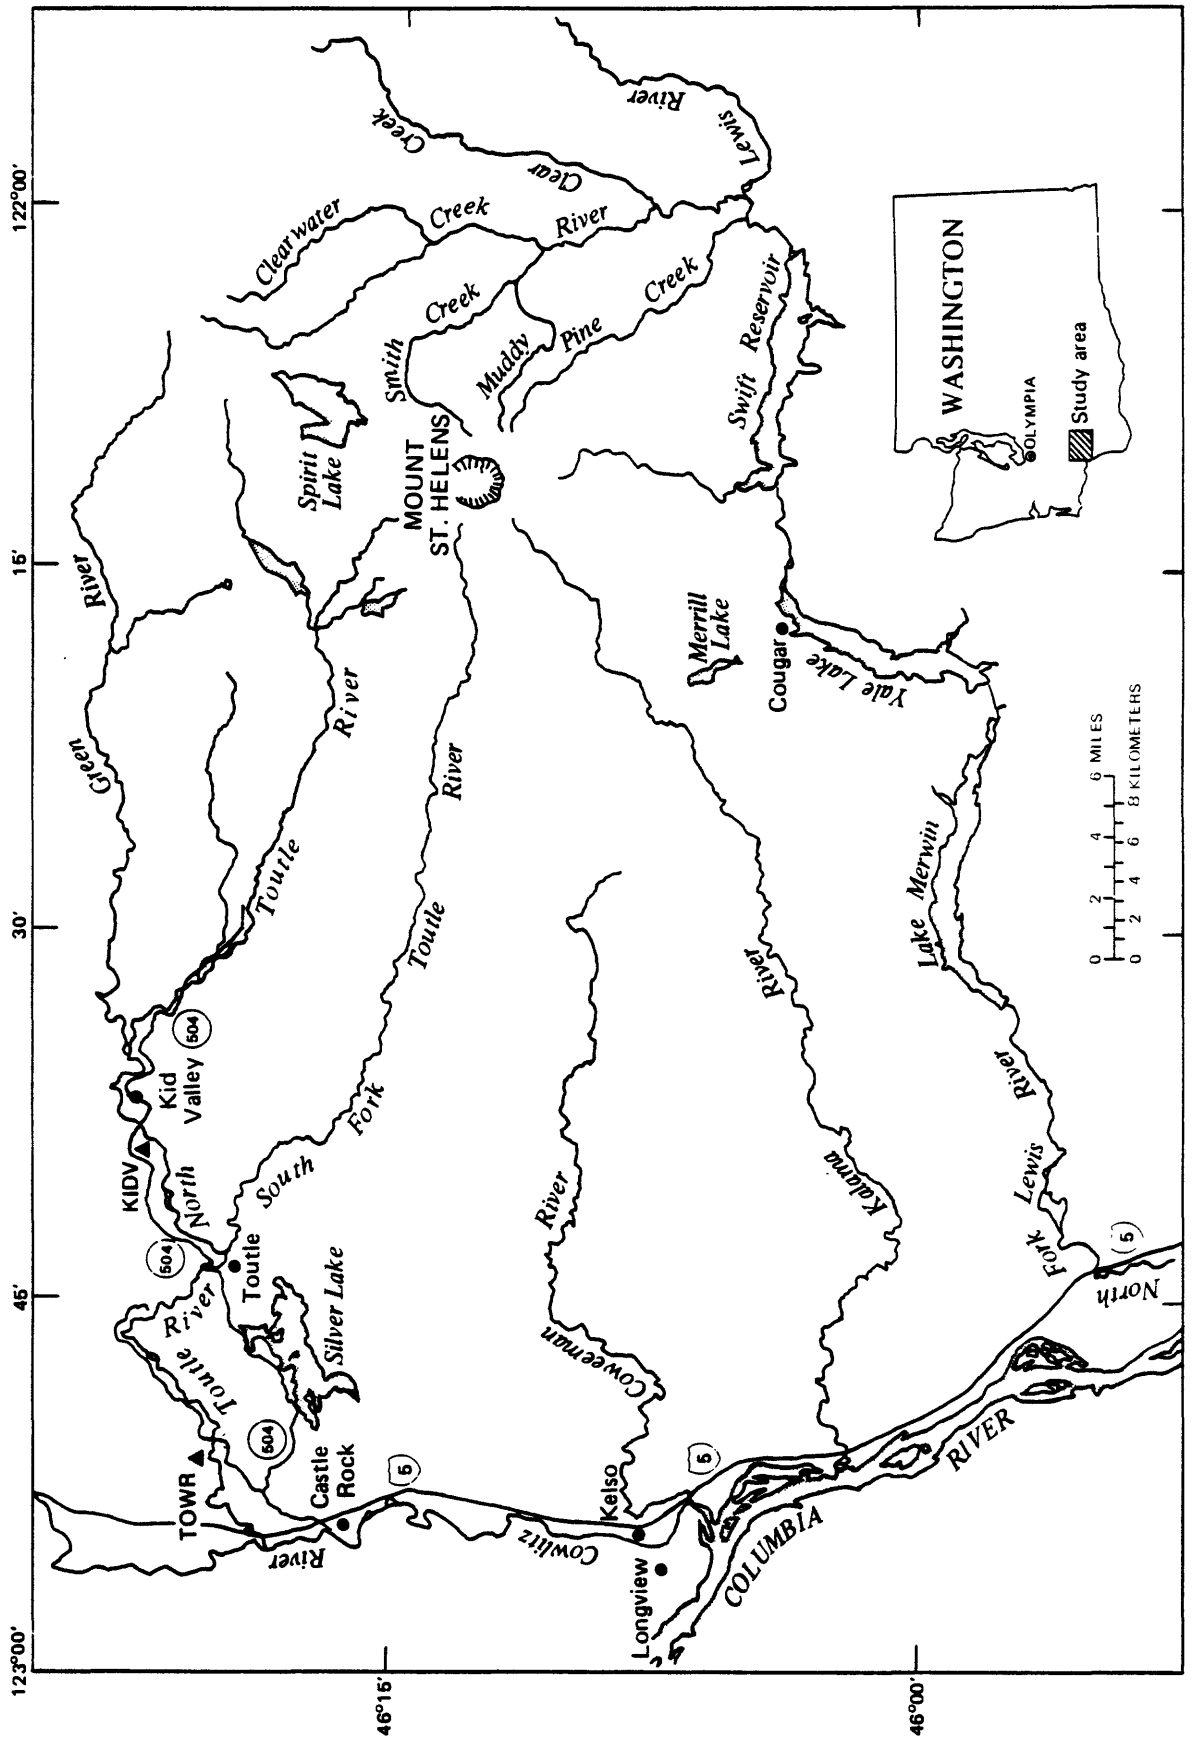 123°00'
45'
30'
15'
122°00'
46°15'
46°00'
Green
River
Clearwater
Creek
Clear
Creek
River
Lewis
River
Spirit
Lake
Smith
Creek
Muddy
River
Pine
Creek
MOUNT
ST. HELENS
Swift Reservoir
KIDV
Kid
Valley
504
North
Toutle
River
South
Fork
Toutle
River
504
Toutle
TOWR
Toutle
River
504
Silver Lake
Castle
Rock
5
River
Cowlitz
Kelso
Longview
5
Coweeman
River
Kalama
River
Merrill
Lake
Cougar
Yale Lake
Lake Merwin
North
Fork
Lewis
River
5
COLUMBIA
RIVER
0 2 4 6 MILES
0 2 4 6 8 KILOMETERS
WASHINGTON
OLYMPIA
Study area